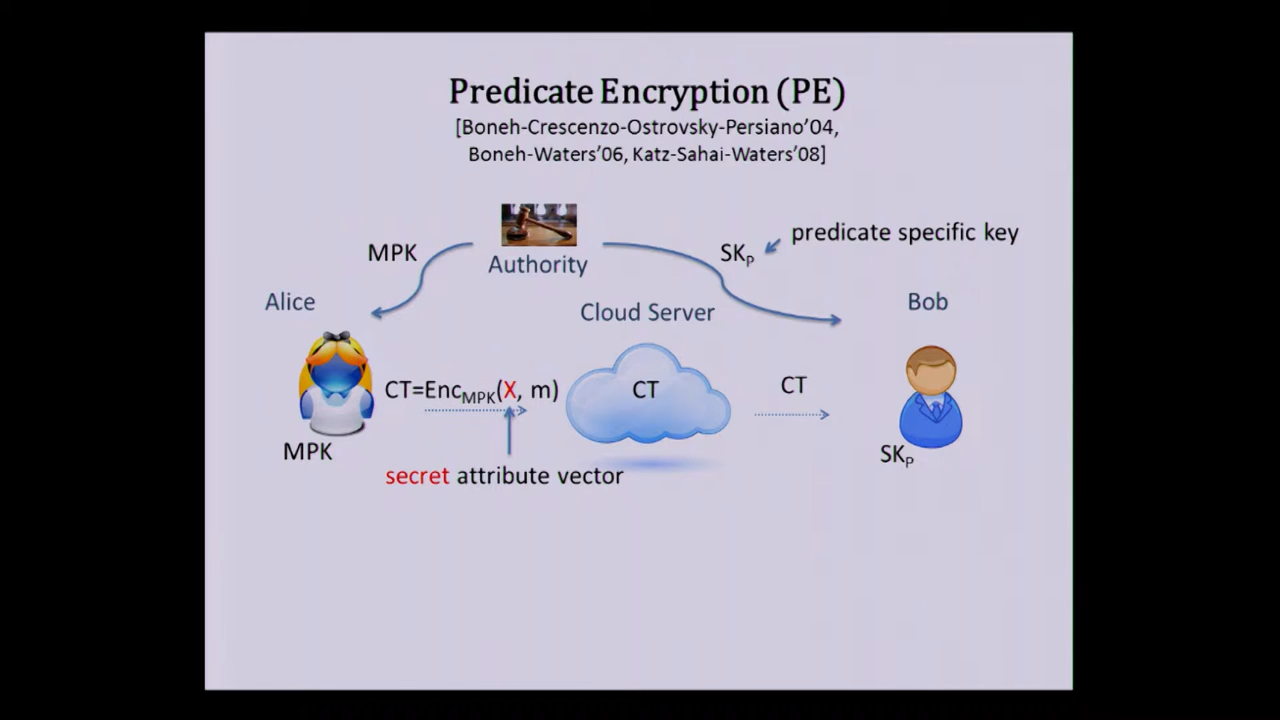 Predicate Encryption (PE)
[Boneh-Crescenzo-Ostrovsky-Persiano’04,
Boneh-Waters’06, Katz-Sahai-Waters’08]
predicate specific key
MPK
SKP
Authority
Alice
Cloud Server
Bob
CT=EncMPK(X, m)
CT
CT
MPK
SKP
secret attribute vector